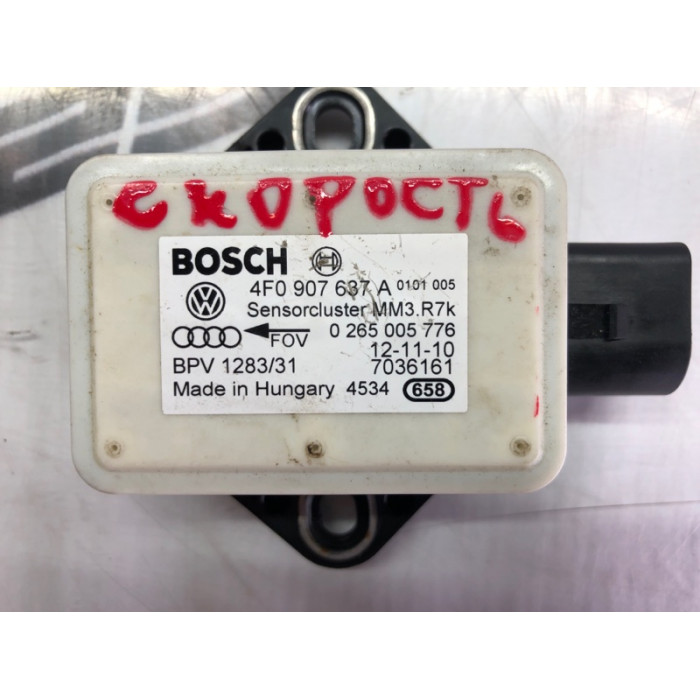 СКОРОСТЬ
BOSCH
4F0 907 637 A 0101 005
Sensorcluster MM3.R7k
FOV 0 265 005 776
12-11-10
BPV 1283/31 7036161
Made in Hungary 4534 658